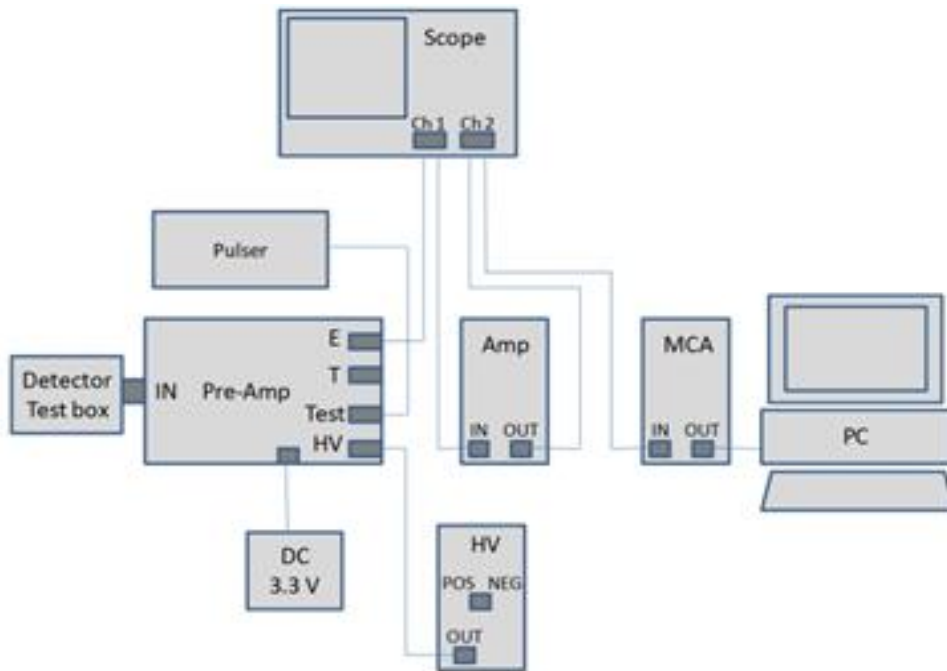 Scope
Ch 1 Ch 2
Pulser
E
T
Test
HV
IN Pre-Amp
Detector
Test box
Amp
IN OUT
MCA
IN OUT
PC
DC
3.3 V
HV
POS NEG
OUT